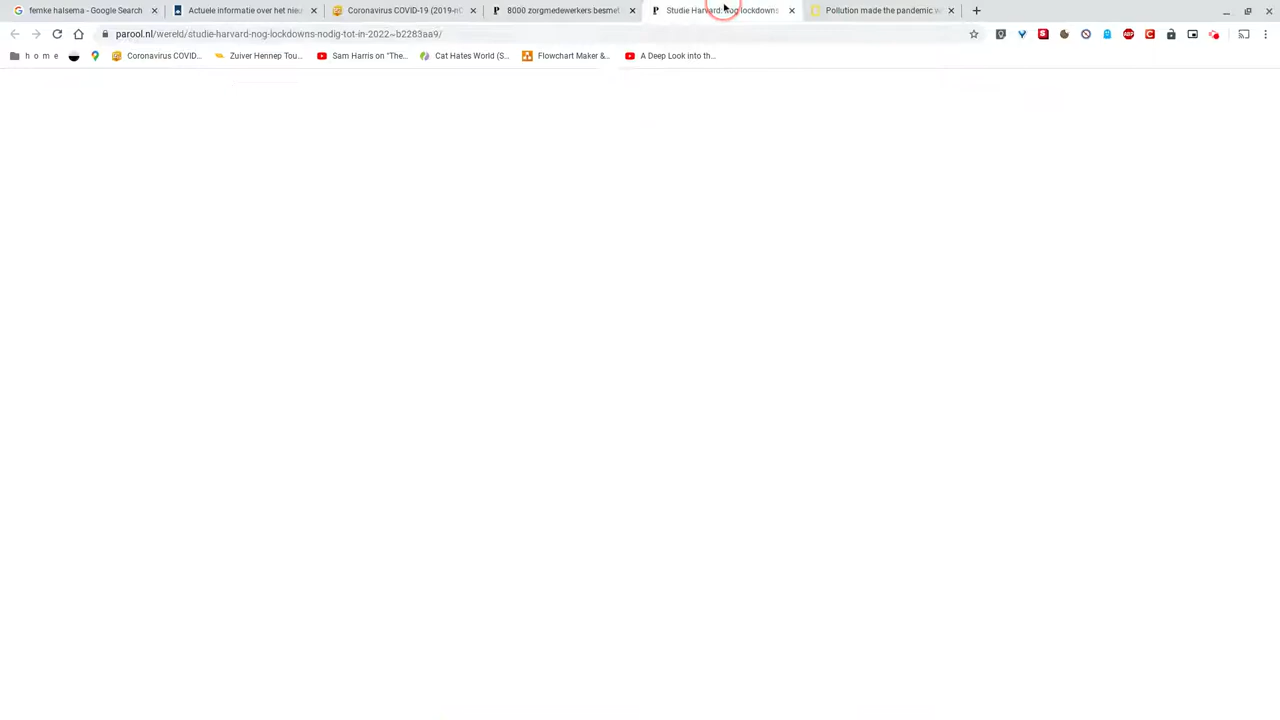 femke halsema - Google Search
Actuele informatie over het nieu
Coronavirus COVID-19 (2019-nC
8000 zorgmedewerkers besmet
Studie Harvard: nog lockdowns
Pollution made the pandemic w
parool.nl/wereld/studie-harvard-nog-lockdowns-nodig-tot-in-2022~b2283aa9/
h o m e
Coronavirus COVID...
Zuiver Hennep Tou...
Sam Harris on "The...
Cat Hates World (S...
Flowchart Maker &...
A Deep Look into th...